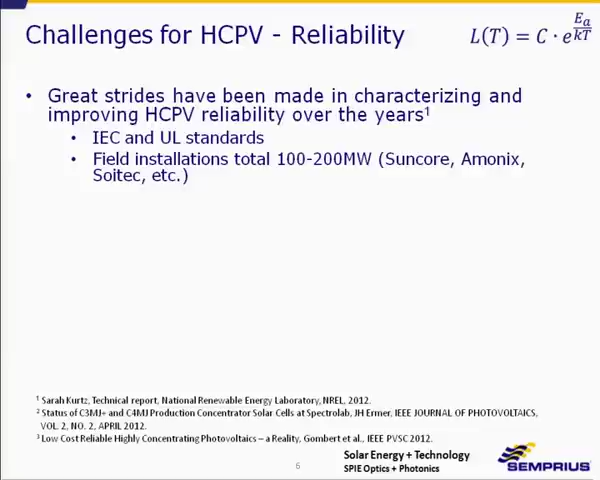 Challenges for HCPV - Reliability
L(T) = C · e^(Ea/kT)
• Great strides have been made in characterizing and
improving HCPV reliability over the years¹
• IEC and UL standards
• Field installations total 100-200MW (Suncore, Amonix,
Soitec, etc.)
¹ Sarah Kurtz, Technical report, National Renewable Energy Laboratory, NREL, 2012.
² Status of C3MJ+ and C4MJ Production Concentrator Solar Cells at Spectrolab, JH Ermer, IEEE JOURNAL OF PHOTOVOLTAICS,
VOL. 2, NO. 2, APRIL 2012.
³ Low Cost Reliable Highly Concentrating Photovoltaics – a Reality, Gombert et al., IEEE PVSC 2012.
6
Solar Energy + Technology
SPIE Optics + Photonics
SEMPRIUS